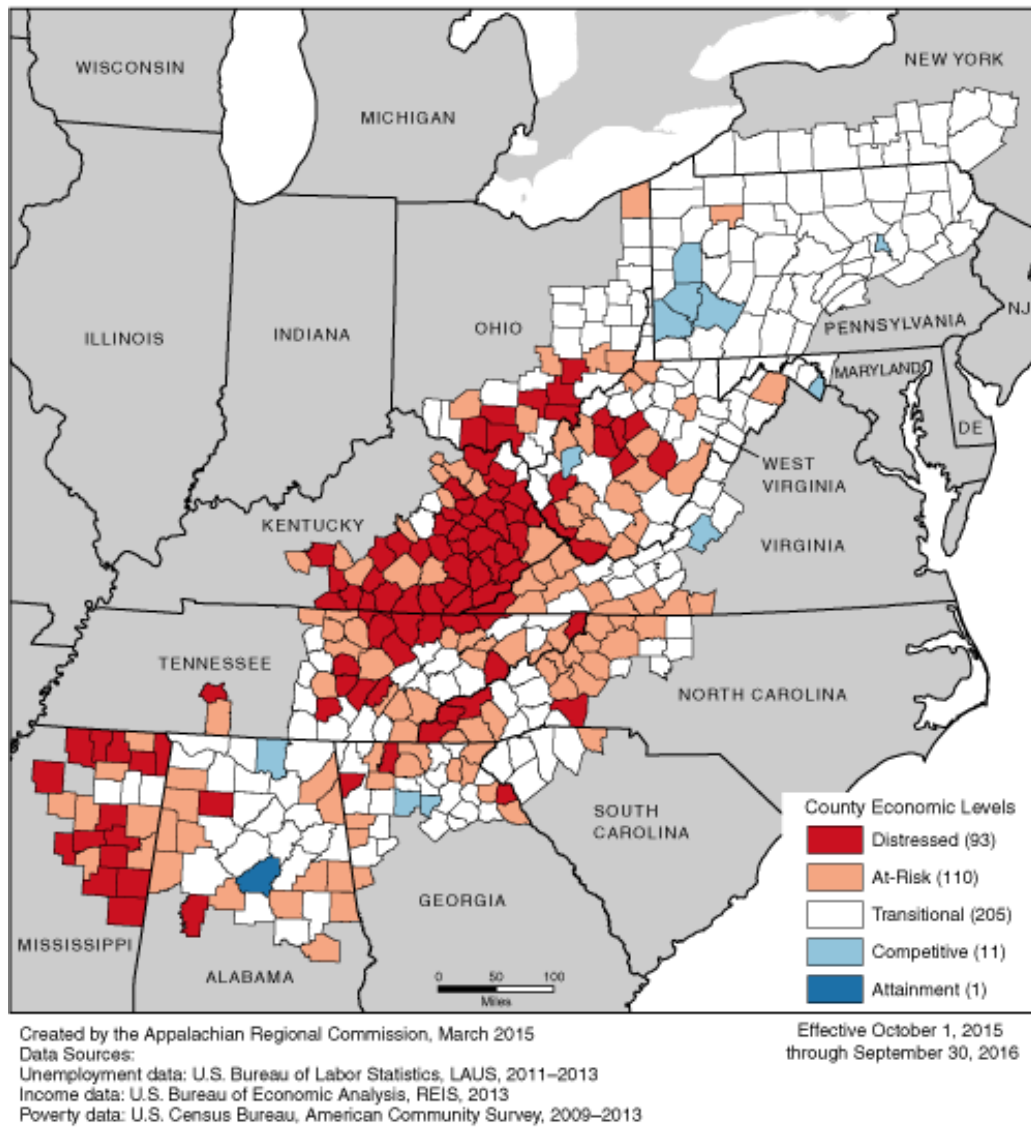 WISCONSIN
NEW YORK
MICHIGAN
ILLINOIS
INDIANA
OHIO
PENNSYLVANIA
NJ
MARYLAND
DE
WEST
VIRGINIA
KENTUCKY
VIRGINIA
TENNESSEE
NORTH CAROLINA
SOUTH
CAROLINA
GEORGIA
MISSISSIPPI
ALABAMA
0 50 100
Miles
County Economic Levels
Distressed (93)
At-Risk (110)
Transitional (205)
Competitive (11)
Attainment (1)
Created by the Appalachian Regional Commission, March 2015
Data Sources:
Unemployment data: U.S. Bureau of Labor Statistics, LAUS, 2011–2013
Income data: U.S. Bureau of Economic Analysis, REIS, 2013
Poverty data: U.S. Census Bureau, American Community Survey, 2009–2013
Effective October 1, 2015
through September 30, 2016